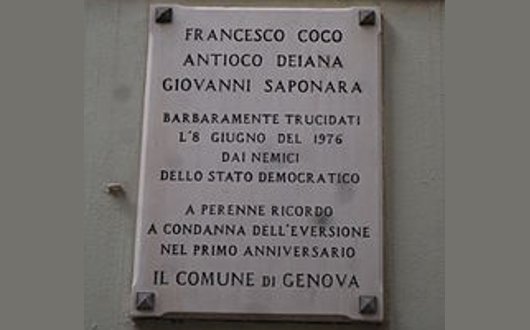 FRANCESCO COCO
ANTIOCO DEIANA
GIOVANNI SAPONARA
BARBARAMENTE TRUCIDATI
L'8 GIUGNO DEL 1976
DAI NEMICI
DELLO STATO DEMOCRATICO
A PERENNE RICORDO
A CONDANNA DELL'EVERSIONE
NEL PRIMO ANNIVERSARIO
IL COMUNE DI GENOVA